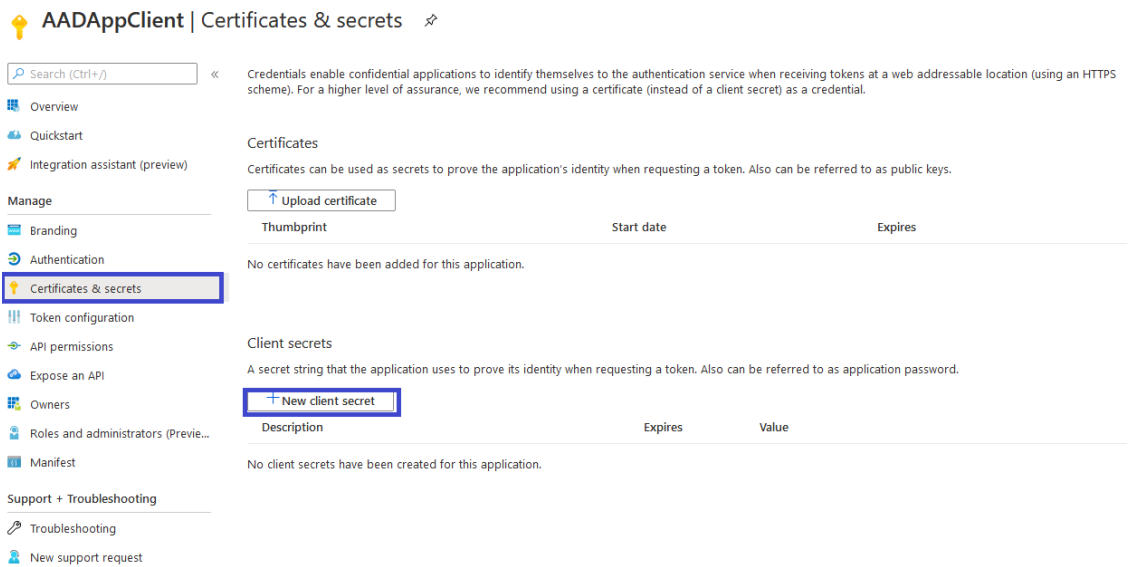 AADAppClient | Certificates & secrets
Search (Ctrl+/)
«
Overview
Quickstart
Integration assistant (preview)
Manage
Branding
Authentication
Certificates & secrets
Token configuration
API permissions
Expose an API
Owners
Roles and administrators (Previe...
Manifest
Support + Troubleshooting
Troubleshooting
New support request
Credentials enable confidential applications to identify themselves to the authentication service when receiving tokens at a web addressable location (using an HTTPS
scheme). For a higher level of assurance, we recommend using a certificate (instead of a client secret) as a credential.
Certificates
Certificates can be used as secrets to prove the application's identity when requesting a token. Also can be referred to as public keys.
Upload certificate
Thumbprint Start date Expires
No certificates have been added for this application.
Client secrets
A secret string that the application uses to prove its identity when requesting a token. Also can be referred to as application password.
New client secret
Description Expires Value
No client secrets have been created for this application.